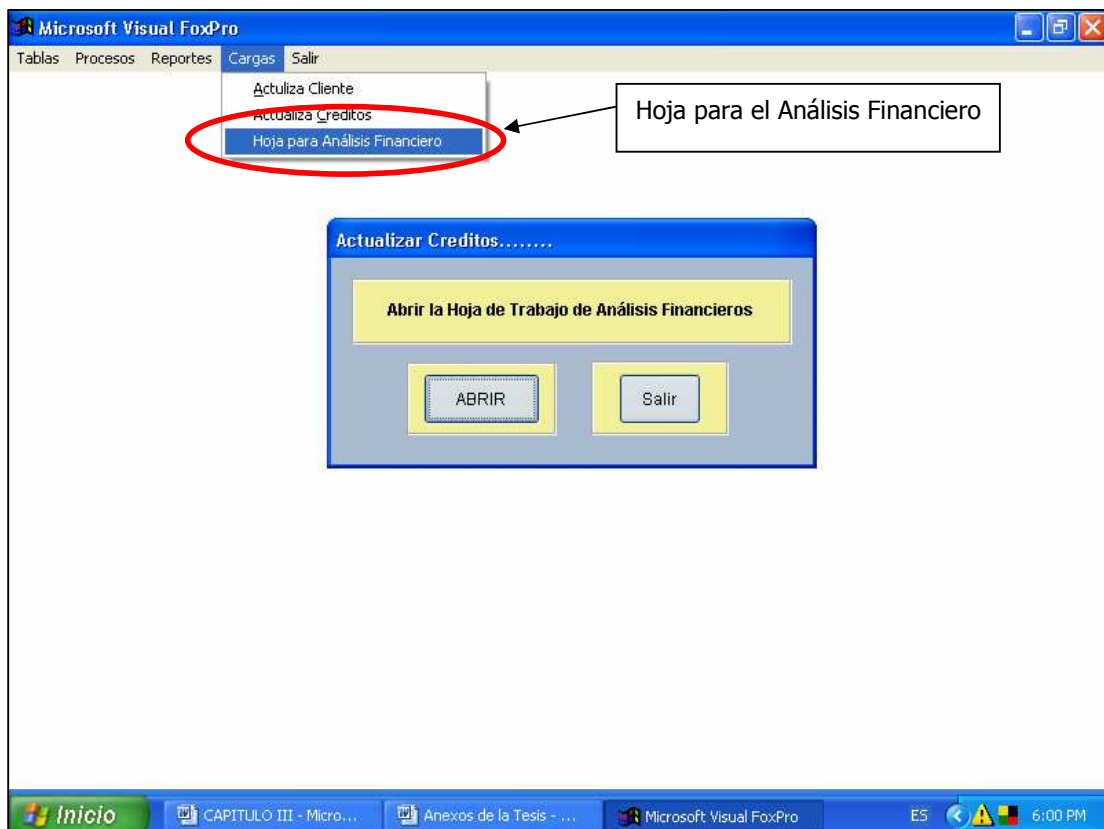 Microsoft Visual FoxPro
Tablas Procesos Reportes Cargas Salir
Actuliza Cliente
Actualiza Creditos
Hoja para Análisis Financiero
Hoja para el Análisis Financiero
Actualizar Creditos........
Abrir la Hoja de Trabajo de Análisis Financieros
ABRIR Salir
Inicio CAPITULO III - Micro... Anexos de la Tesis - ... Microsoft Visual FoxPro ES 6:00 PM